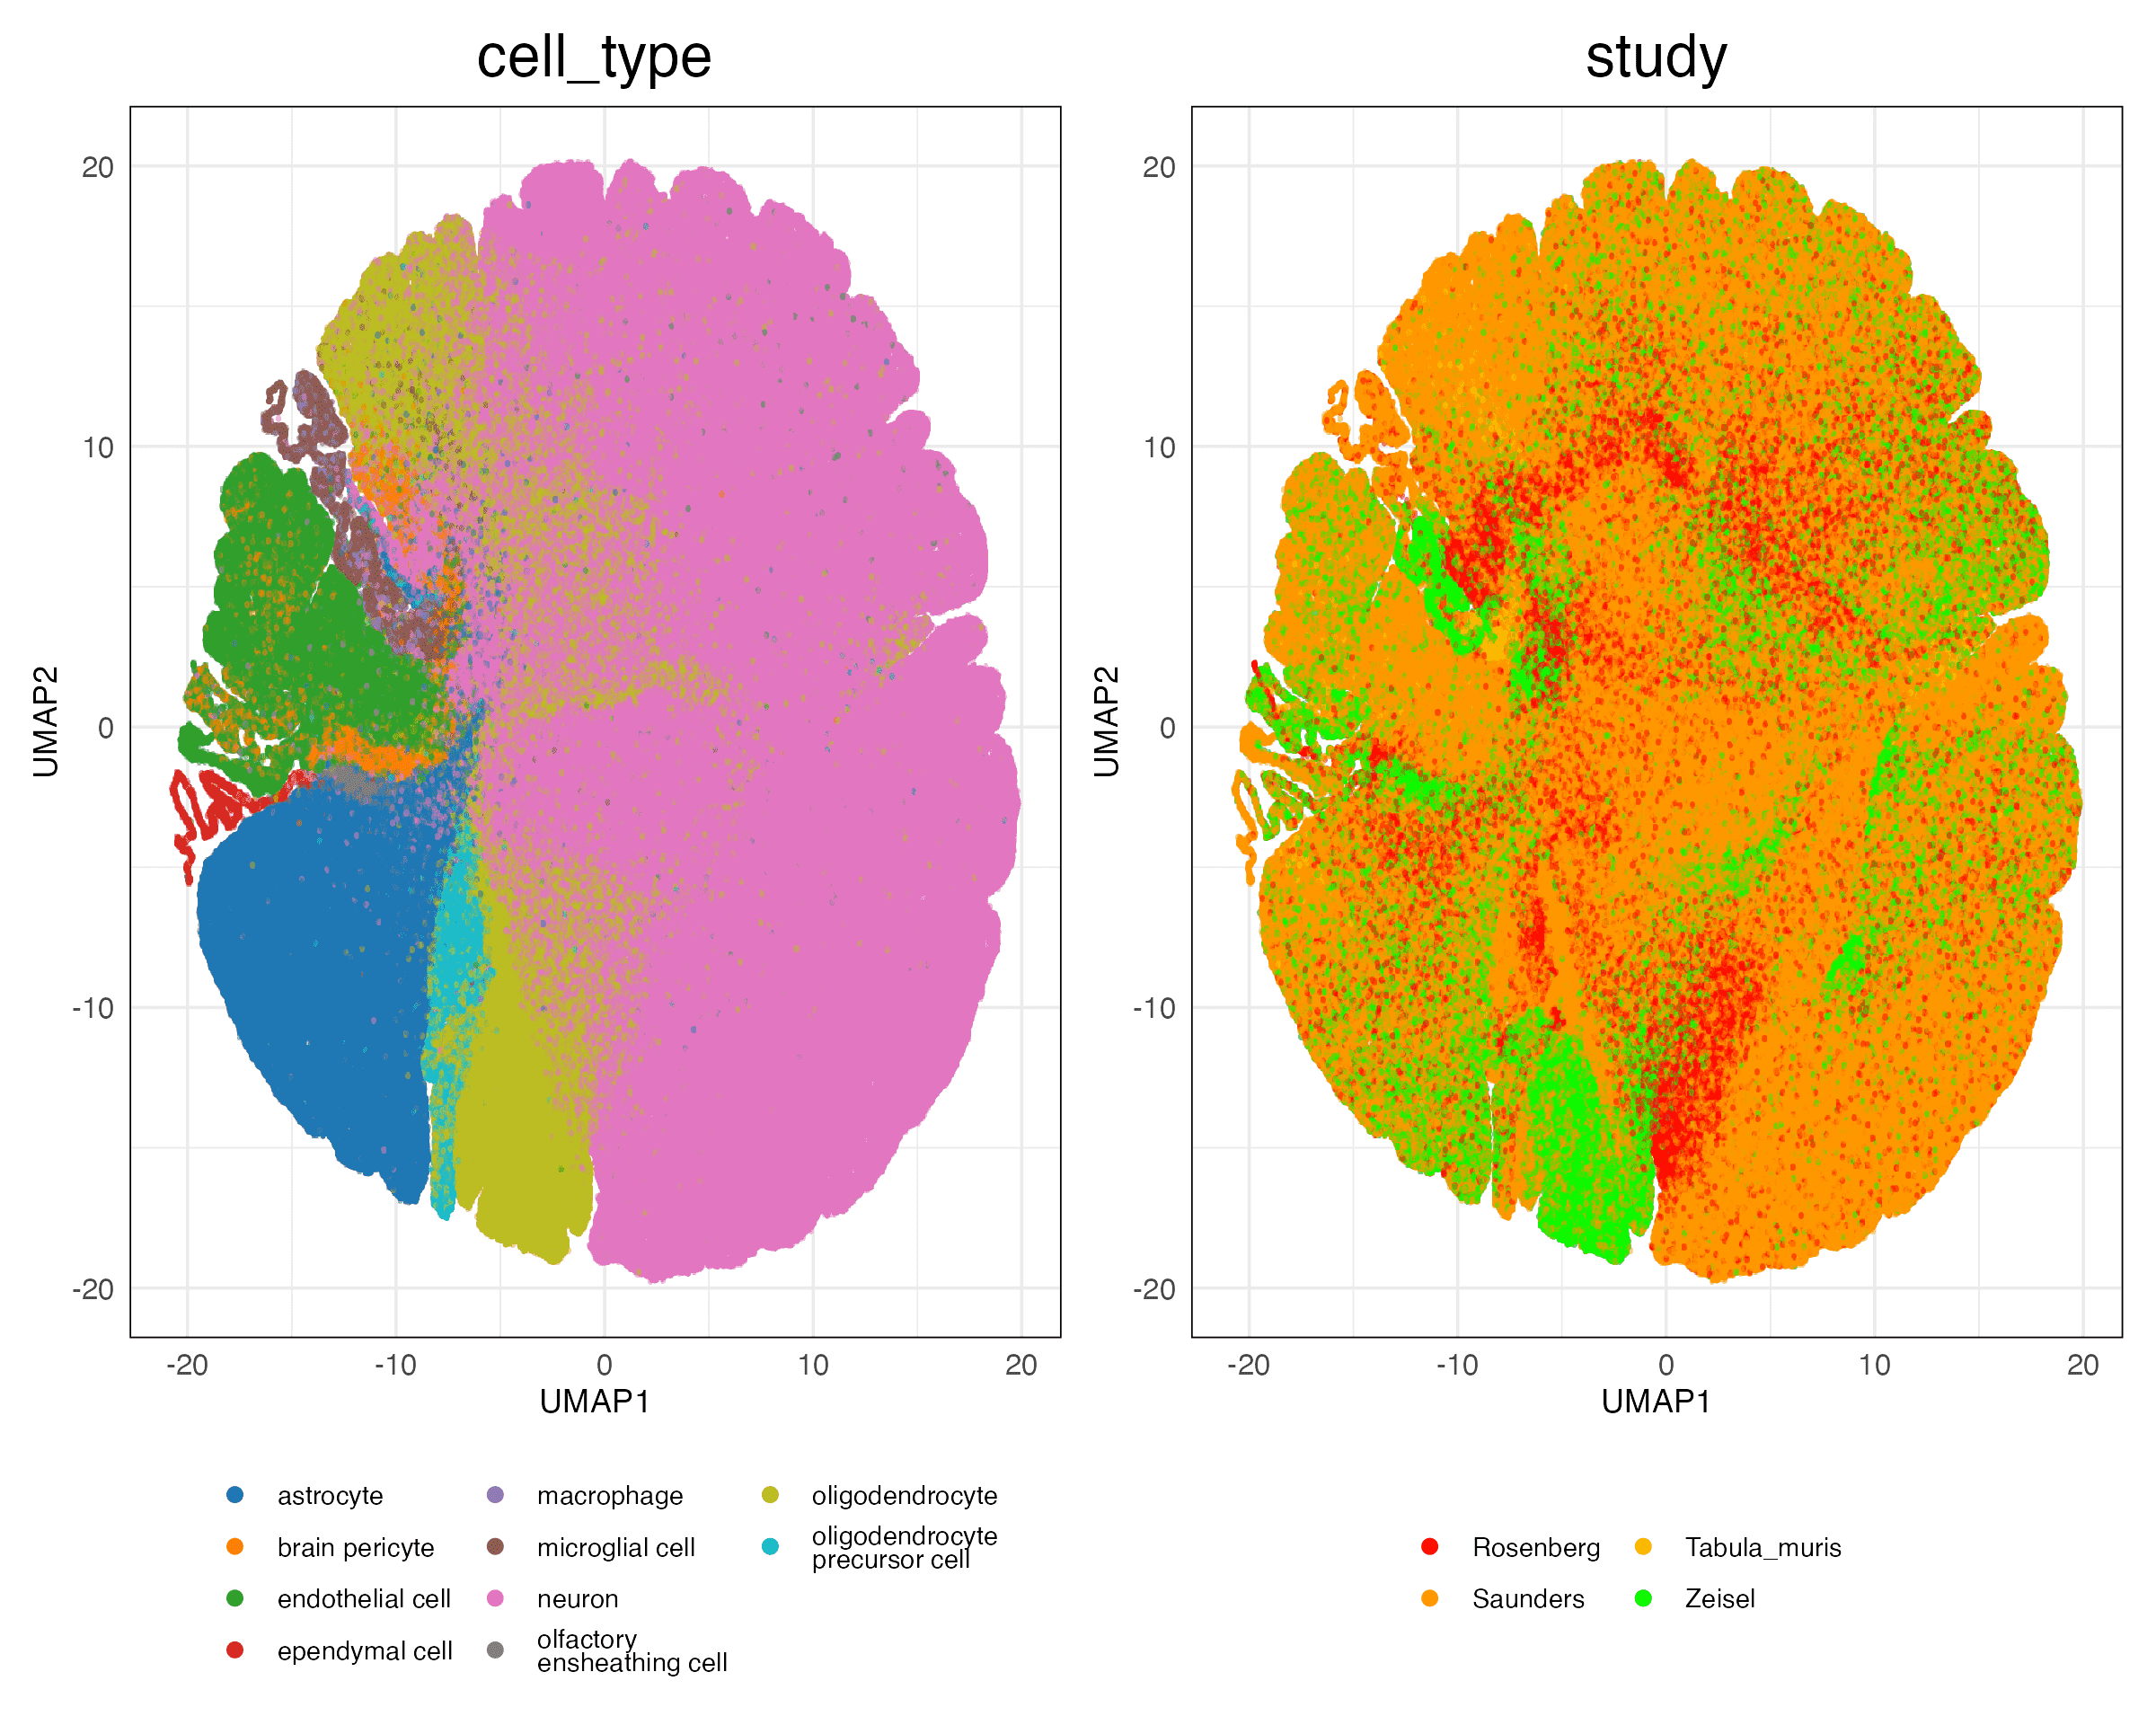 cell_type
study
UMAP2
20
10
0
-10
-20
-20
-10
0
10
20
UMAP1
UMAP2
20
10
0
-10
-20
-20
-10
0
10
20
UMAP1
astrocyte
brain pericyte
endothelial cell
ependymal cell
macrophage
microglial cell
neuron
olfactory
ensheathing cell
oligodendrocyte
oligodendrocyte
precursor cell
Rosenberg
Saunders
Tabula_muris
Zeisel